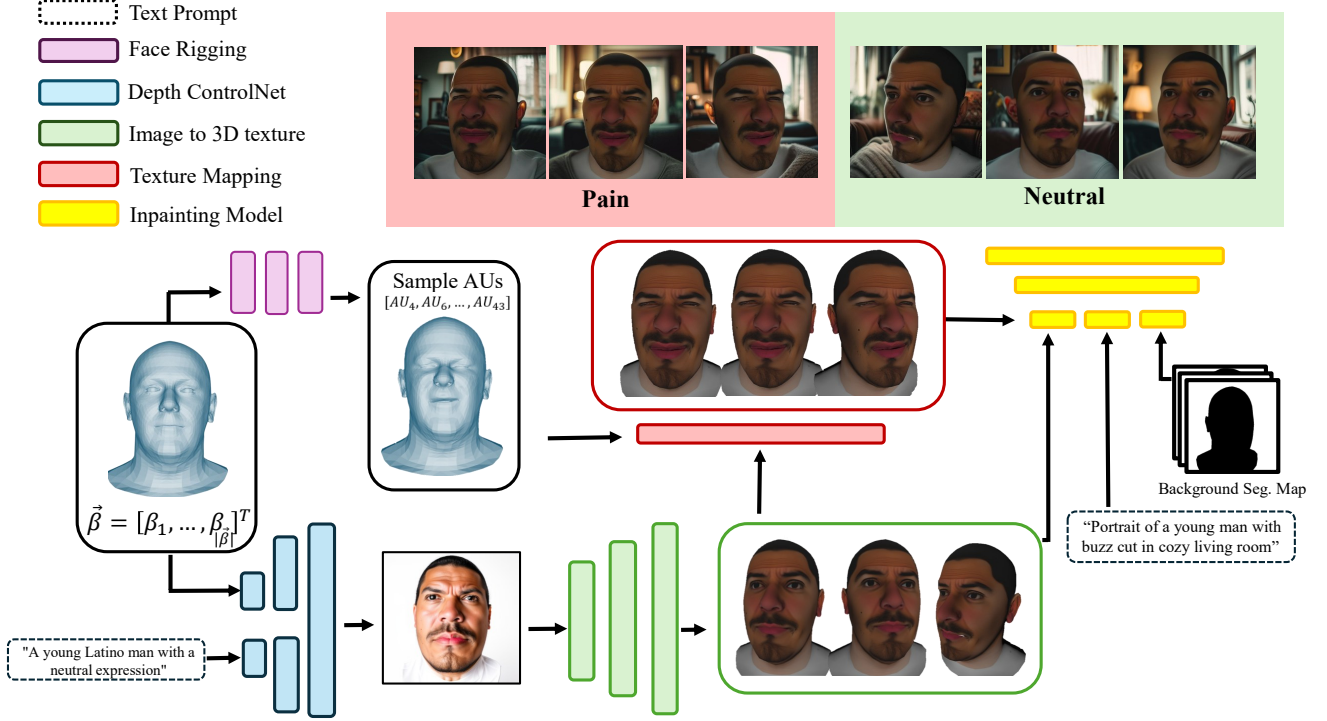 Text Prompt
Face Rigging
Depth ControlNet
Image to 3D texture
Texture Mapping
Inpainting Model
Pain
Neutral
Sample AUs
[AU₄, AU₆, … , AU₄₃]
β⃗ = [β₁, … , β_|β⃗|]ᵀ
Background Seg. Map
“Portrait of a young man with
buzz cut in cozy living room”
"A young Latino man with a
neutral expression"